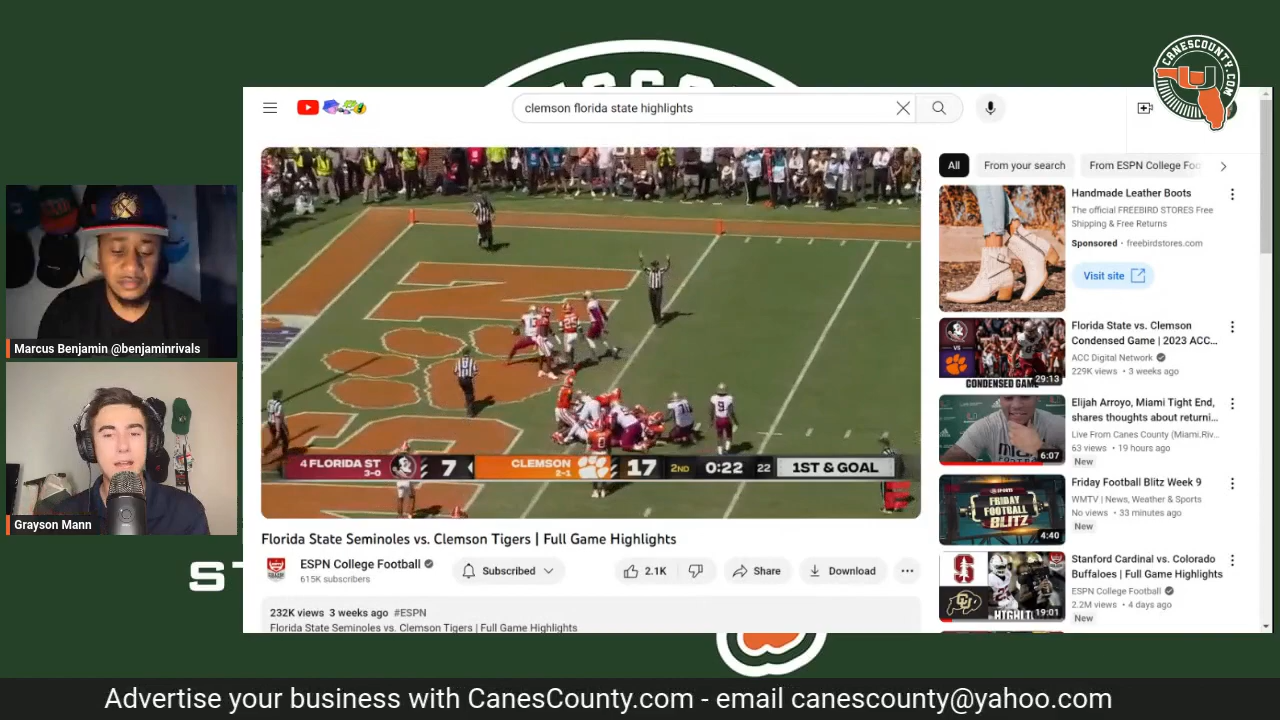 CANESCOUNTY.COM
clemson florida state highlights
All
From your search
From ESPN College Foo
Handmade Leather Boots
The official FREEBIRD STORES Free
Shipping & Free Returns
Sponsored · freebirdstores.com
Visit site
Florida State vs. Clemson
Condensed Game | 2023 ACC...
ACC Digital Network
229K views · 3 weeks ago
VS
CONDENSED GAME
29:13
Elijah Arroyo, Miami Tight End,
shares thoughts about returni...
Live From Canes County (Miami.Riv...
63 views · 19 hours ago
New
6:07
Friday Football Blitz Week 9
WMTV | News, Weather & Sports
No views · 33 minutes ago
New
FRIDAY
FOOTBALL
BLITZ
4:40
Stanford Cardinal vs. Colorado
Buffaloes | Full Game Highlights
ESPN College Football
2.2M views · 4 days ago
New
19:01
Marcus Benjamin @benjaminrivals
Grayson Mann
4 FLORIDA ST
3-0
7
CLEMSON
2-1
17
2ND
0:22
22
1ST & GOAL
Florida State Seminoles vs. Clemson Tigers | Full Game Highlights
ESPN College Football
615K subscribers
Subscribed
2.1K
Share
Download
232K views 3 weeks ago #ESPN
Florida State Seminoles vs. Clemson Tigers | Full Game Highlights
ST
Advertise your business with CanesCounty.com - email canescounty@yahoo.com